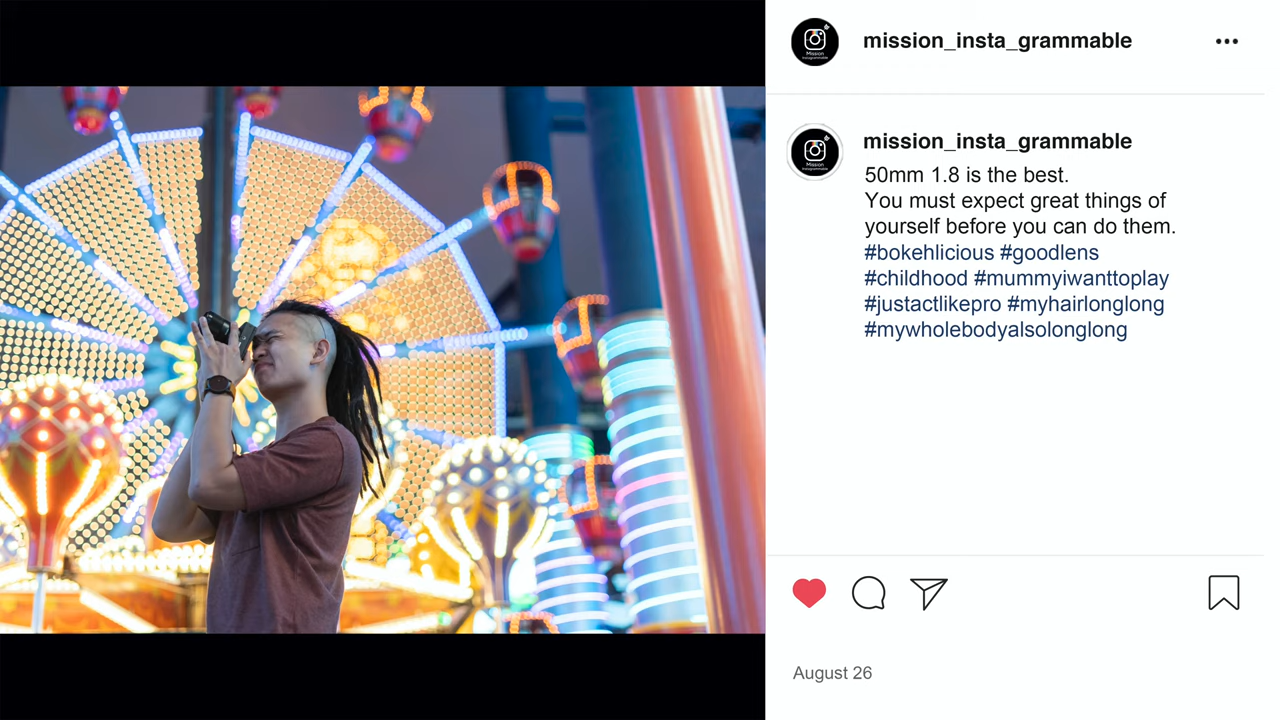 mission_insta_grammable
mission_insta_grammable
50mm 1.8 is the best.
You must expect great things of
yourself before you can do them.
#bokehlicious #goodlens
#childhood #mummyiwanttoplay
#justactlikepro #myhairlonglong
#mywholebodyalsolonglong
August 26